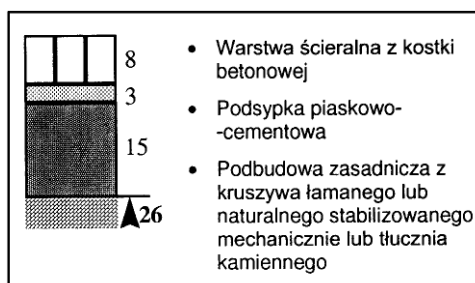 8
3
15
26
• Warstwa ścieralna z kostki
betonowej
• Podsypka piaskowo-
-cementowa
• Podbudowa zasadnicza z
kruszywa łamanego lub
naturalnego stabilizowanego
mechanicznie lub tłucznia
kamiennego